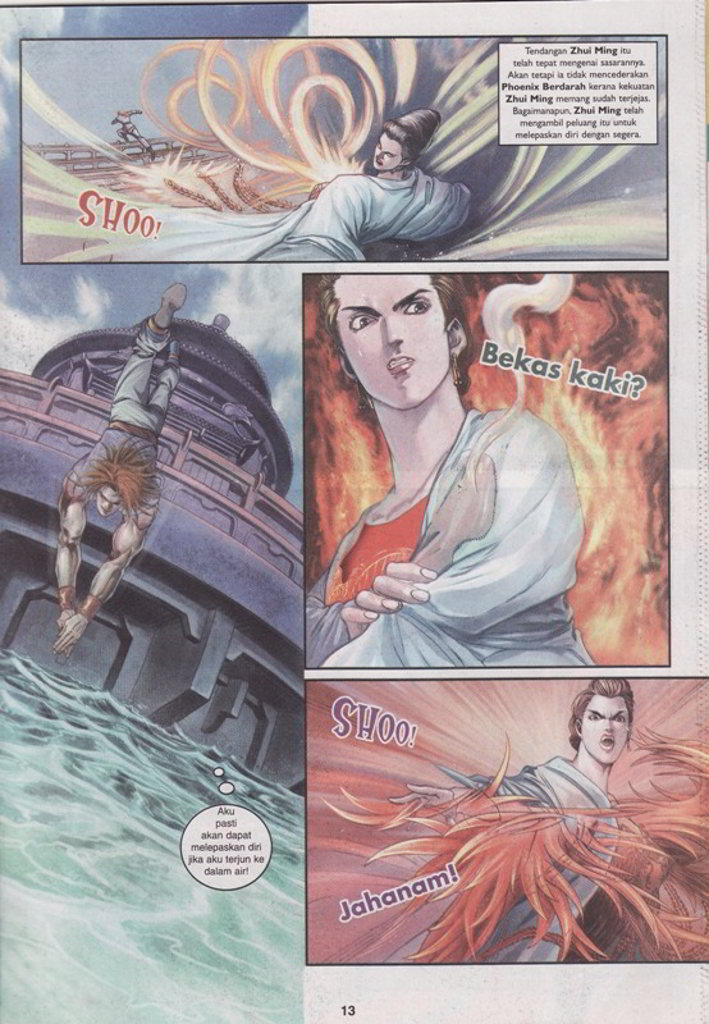 Tendangan Zhui Ming itu
telah tepat mengenai sasarannya.
Akan tetapi ia tidak mencederakan
Phoenix Berdarah kerana kekuatan
Zhui Ming memang sudah terjejas.
Bagaimanapun, Zhui Ming telah
mengambil peluang itu untuk
melepaskan diri dengan segera.
SHOO!
Bekas kaki?
Aku
pasti
akan dapat
melepaskan diri
jika aku terjun ke
dalam air!
SHOO!
Jahanam!
13